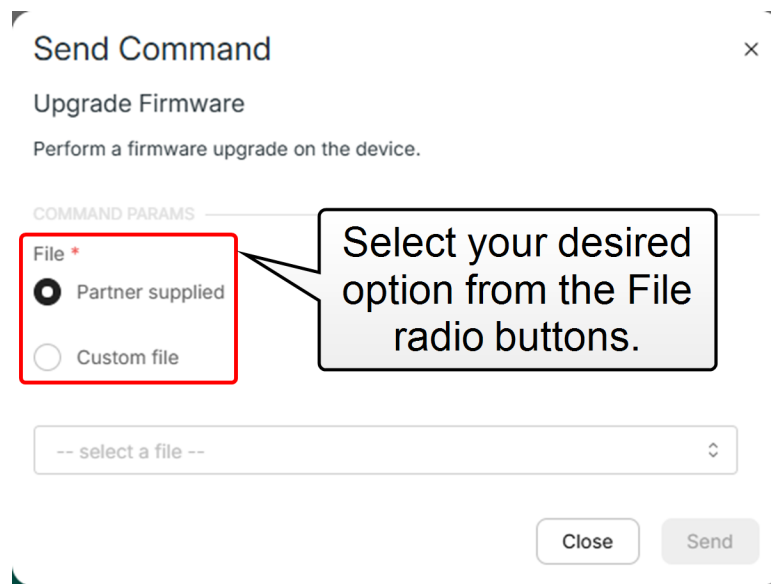 Send Command
×
Upgrade Firmware
Perform a firmware upgrade on the device.
COMMAND PARAMS
File *
Partner supplied
Custom file
Select your desired
option from the File
radio buttons.
-- select a file --
Close
Send